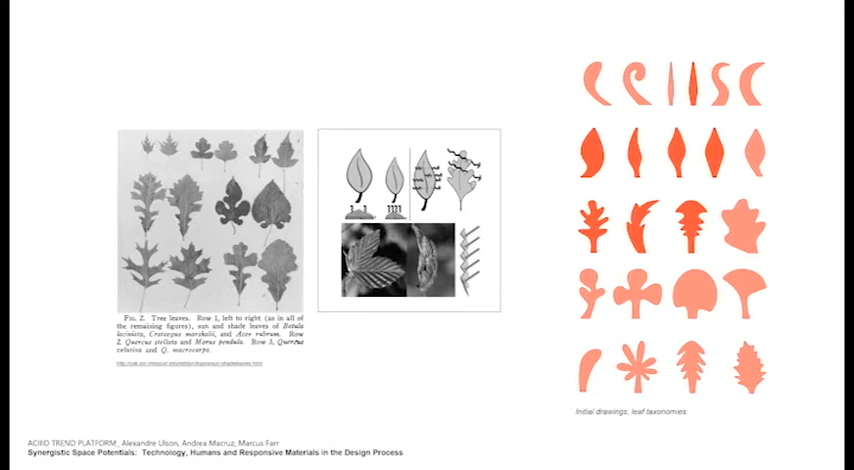 FIG. 2. Tree leaves. Row 1, left to right (as in all of
the remaining figures), sun and shade leaves of Betula
laciniata, Crataegus marshalii, and Acer rubrum. Row
2, Quercus stellata and Morus pendula. Row 3, Quercus
velutina and Q. macrocarpa.
Initial drawings; leaf taxonomies
ACIIID TREND PLATFORM_ Alexandre Ulson, Andrea Macruz, Marcus Farr
Synergistic Space Potentials: Technology, Humans and Responsive Materials in the Design Process